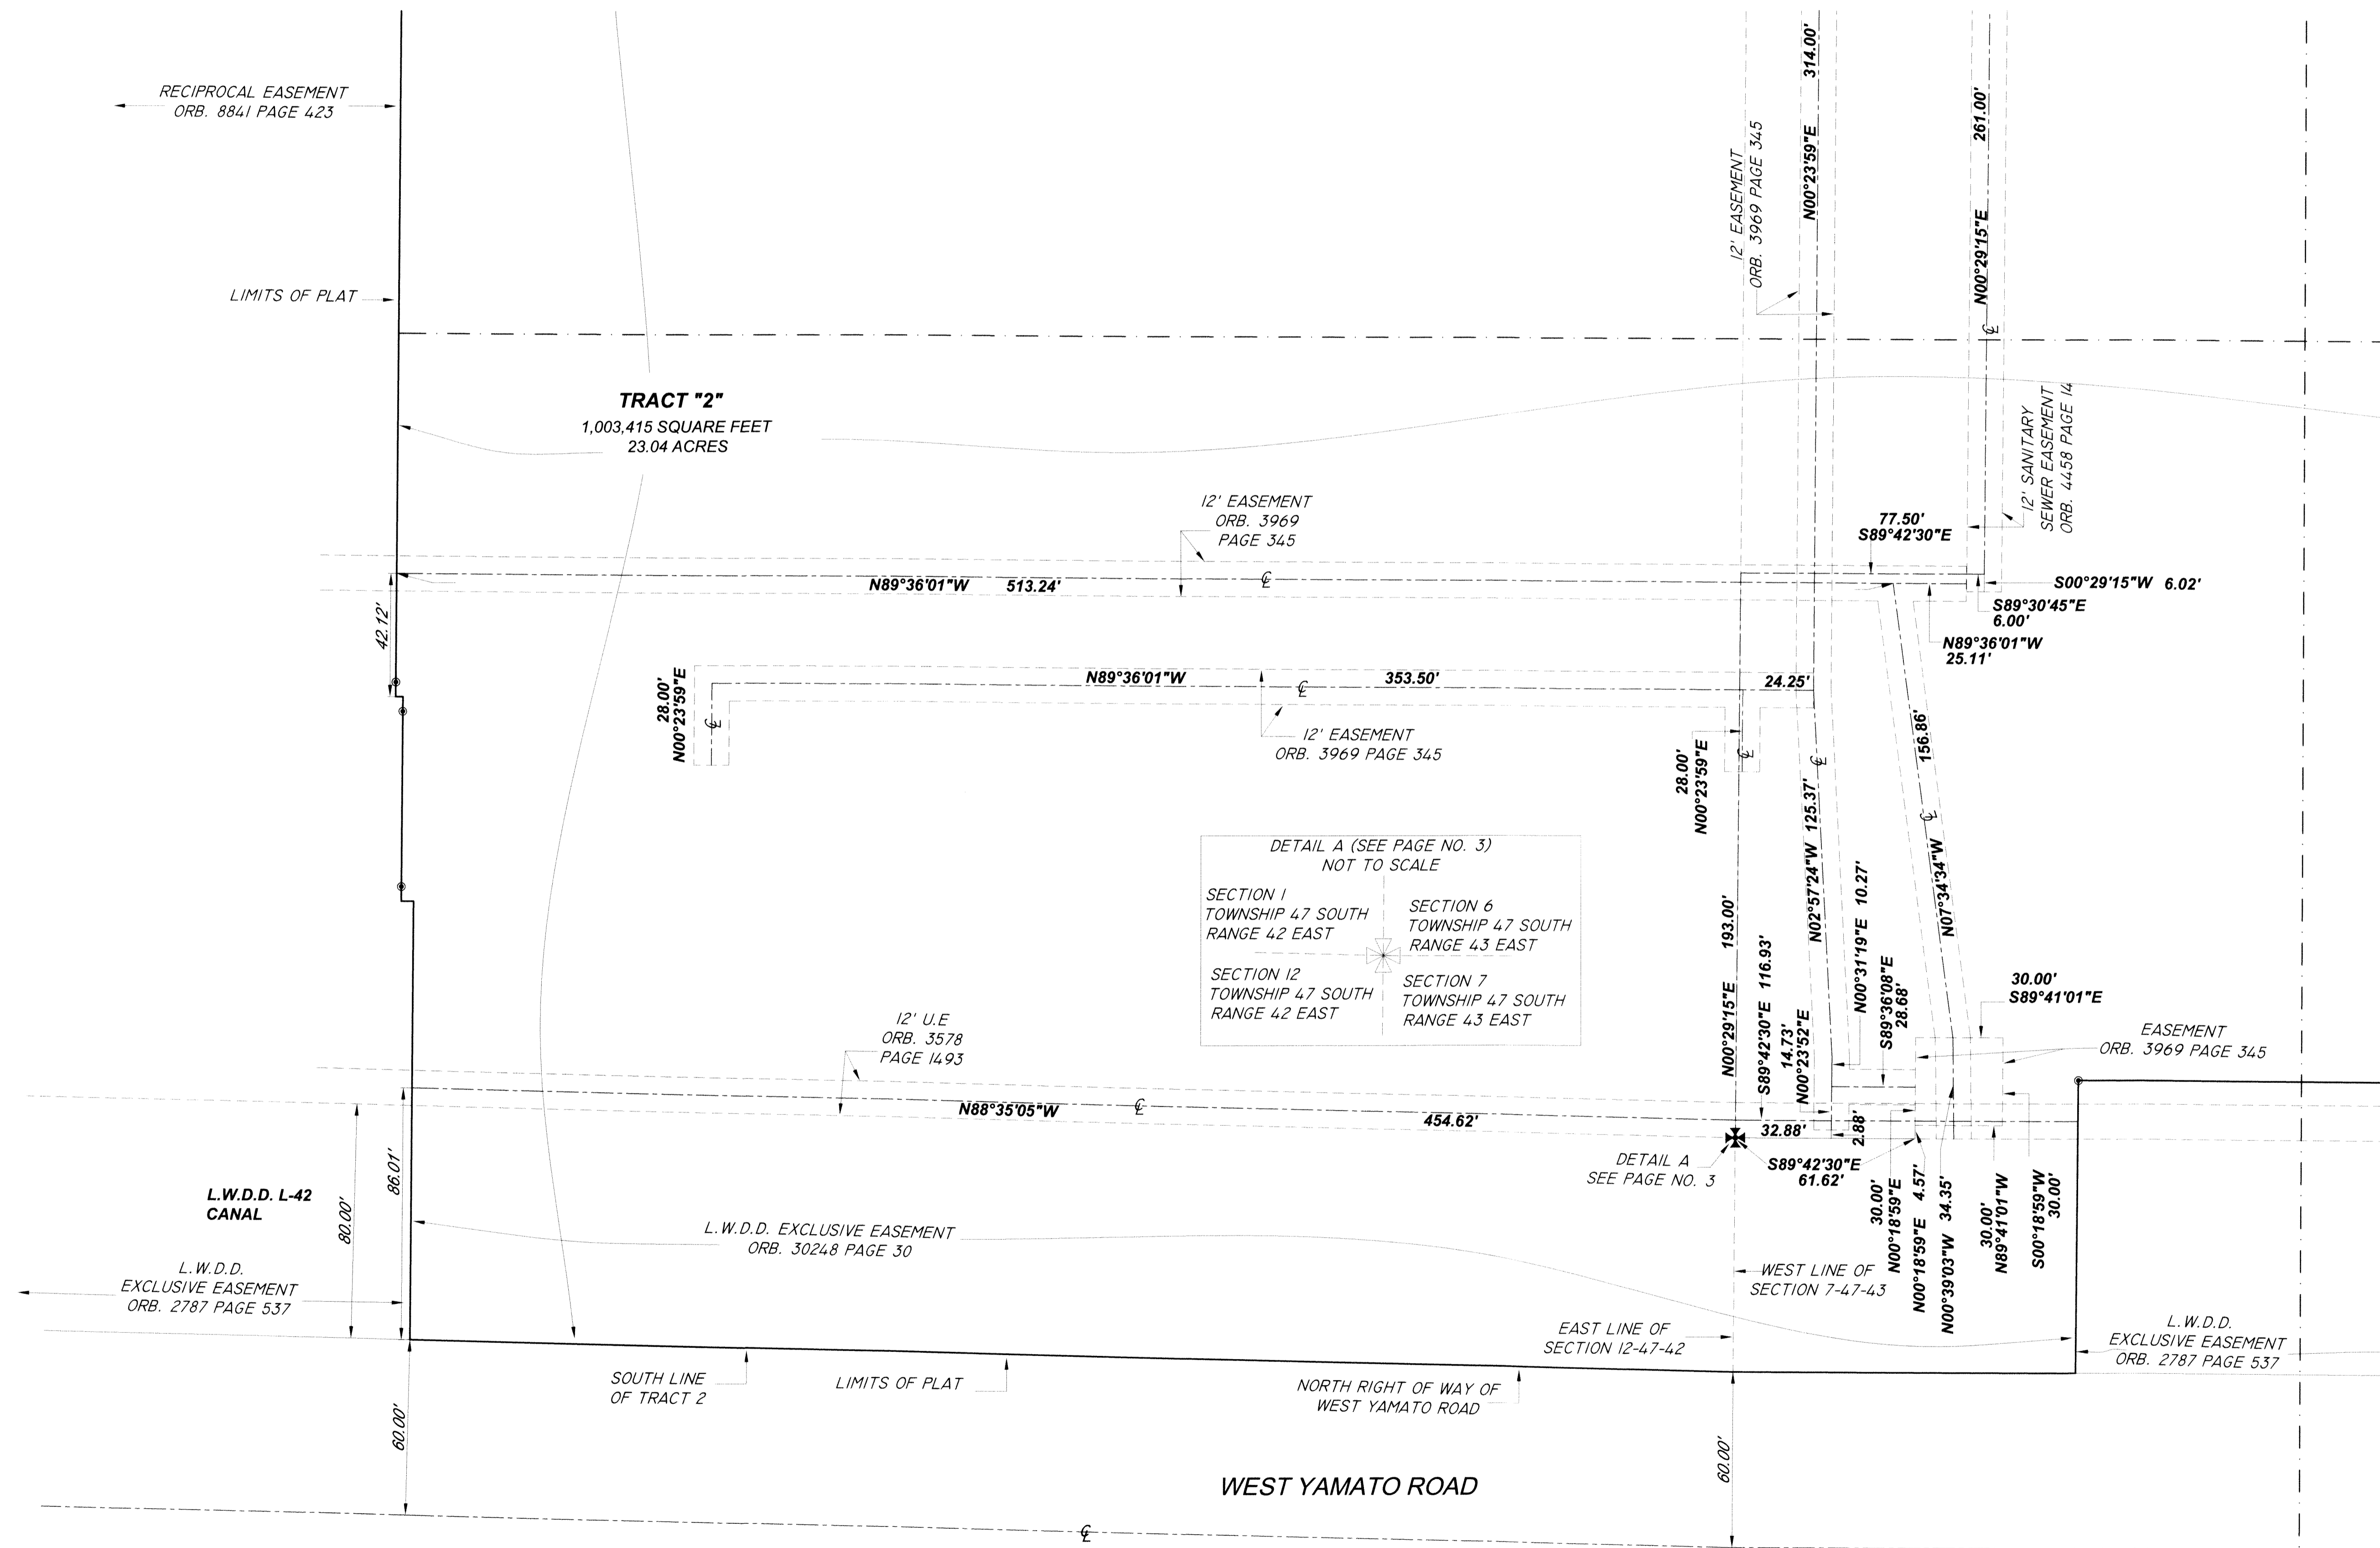 RECIPROCAL EASEMENT
ORB. 8841 PAGE 423
LIMITS OF PLAT
TRACT "2"
1,003,415 SQUARE FEET
23.04 ACRES
12' EASEMENT
ORB. 3969 PAGE 345
N00°23'59"E 314.00'
N00°29'15"E 261.00'
12' SANITARY
SEWER EASEMENT
ORB. 4458 PAGE 14
12' EASEMENT
ORB. 3969
PAGE 345
77.50'
S89°42'30"E
N89°36'01"W 513.24'
S00°29'15"W 6.02'
S89°30'45"E
6.00'
N89°36'01"W
25.11'
42.12'
28.00'
N00°23'59"E
N89°36'01"W 353.50'
24.25'
12' EASEMENT
ORB. 3969 PAGE 345
28.00'
N00°23'59"E
N02°57'24"W 125.37'
156.86'
N07°34'34"W
DETAIL A (SEE PAGE NO. 3)
NOT TO SCALE
SECTION 1
TOWNSHIP 47 SOUTH
RANGE 42 EAST
SECTION 6
TOWNSHIP 47 SOUTH
RANGE 43 EAST
SECTION 12
TOWNSHIP 47 SOUTH
RANGE 42 EAST
SECTION 7
TOWNSHIP 47 SOUTH
RANGE 43 EAST
N00°29'15"E 193.00'
S89°42'30"E 116.93'
14.73'
N00°23'52"E
N00°31'19"E 10.27'
S89°36'08"E
28.68'
30.00'
S89°41'01"E
EASEMENT
ORB. 3969 PAGE 345
12' U.E
ORB. 3578
PAGE 1493
N88°35'05"W
454.62'
32.88'
2.88'
S89°42'30"E
61.62'
DETAIL A
SEE PAGE NO. 3
30.00'
N00°18'59"E
N00°18'59"E 4.57'
N00°39'03"W 34.35'
30.00'
N89°41'01"W
S00°18'59"W
30.00'
86.01'
80.00'
L.W.D.D. L-42
CANAL
L.W.D.D. EXCLUSIVE EASEMENT
ORB. 30248 PAGE 30
L.W.D.D.
EXCLUSIVE EASEMENT
ORB. 2787 PAGE 537
WEST LINE OF
SECTION 7-47-43
EAST LINE OF
SECTION 12-47-42
L.W.D.D.
EXCLUSIVE EASEMENT
ORB. 2787 PAGE 537
SOUTH LINE
OF TRACT 2
LIMITS OF PLAT
NORTH RIGHT OF WAY OF
WEST YAMATO ROAD
60.00'
60.00'
WEST YAMATO ROAD